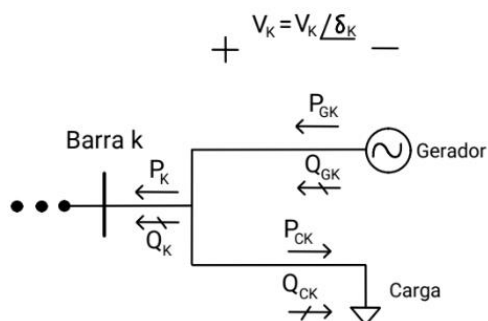 + V_K = V_K /δ_K −
P_GK
Barra k
Gerador
P_K
Q_GK
Q_K
P_CK
Q_CK
Carga